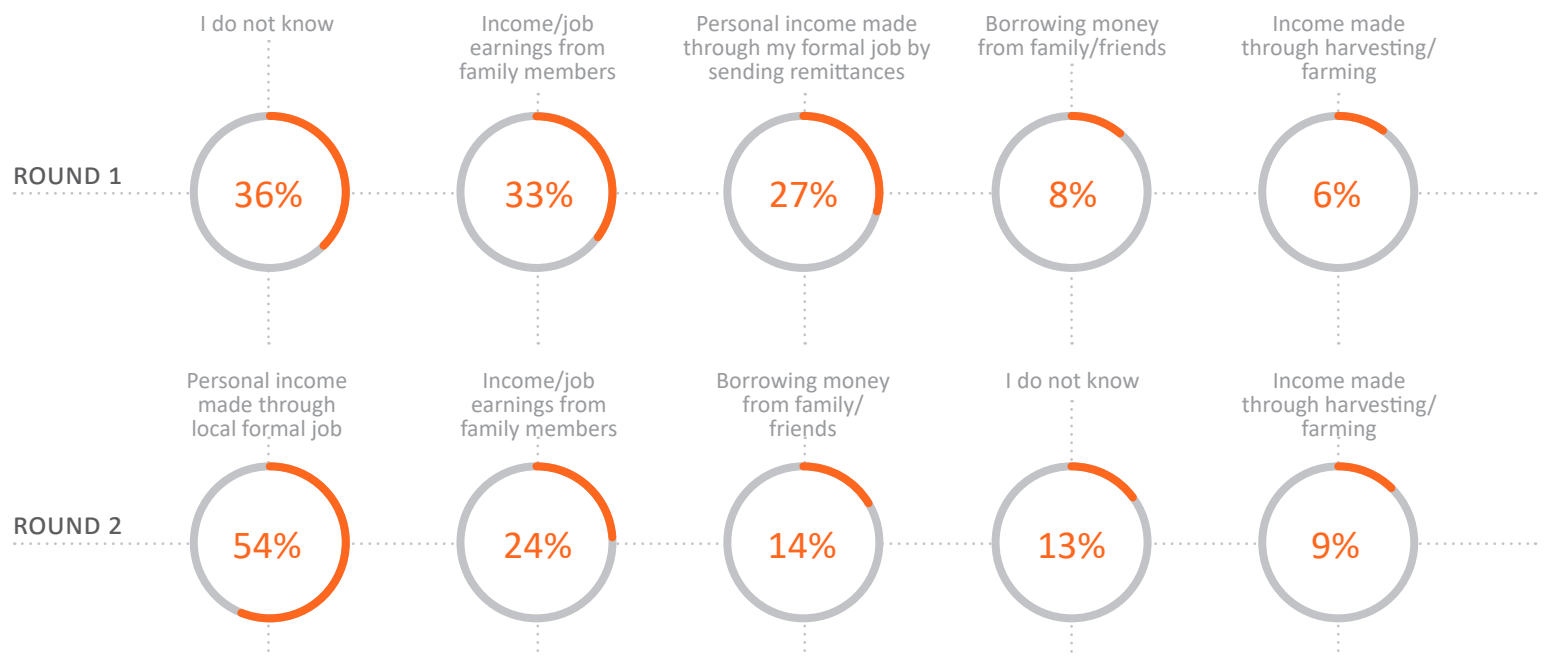 I do not know
Income/job
earnings from
family members
Personal income made
through my formal job by
sending remittances
Borrowing money
from family/friends
Income made
through harvesting/
farming
ROUND 1
36%
33%
27%
8%
6%
Personal income
made through
local formal job
Income/job
earnings from
family members
Borrowing money
from family/
friends
I do not know
Income made
through harvesting/
farming
ROUND 2
54%
24%
14%
13%
9%